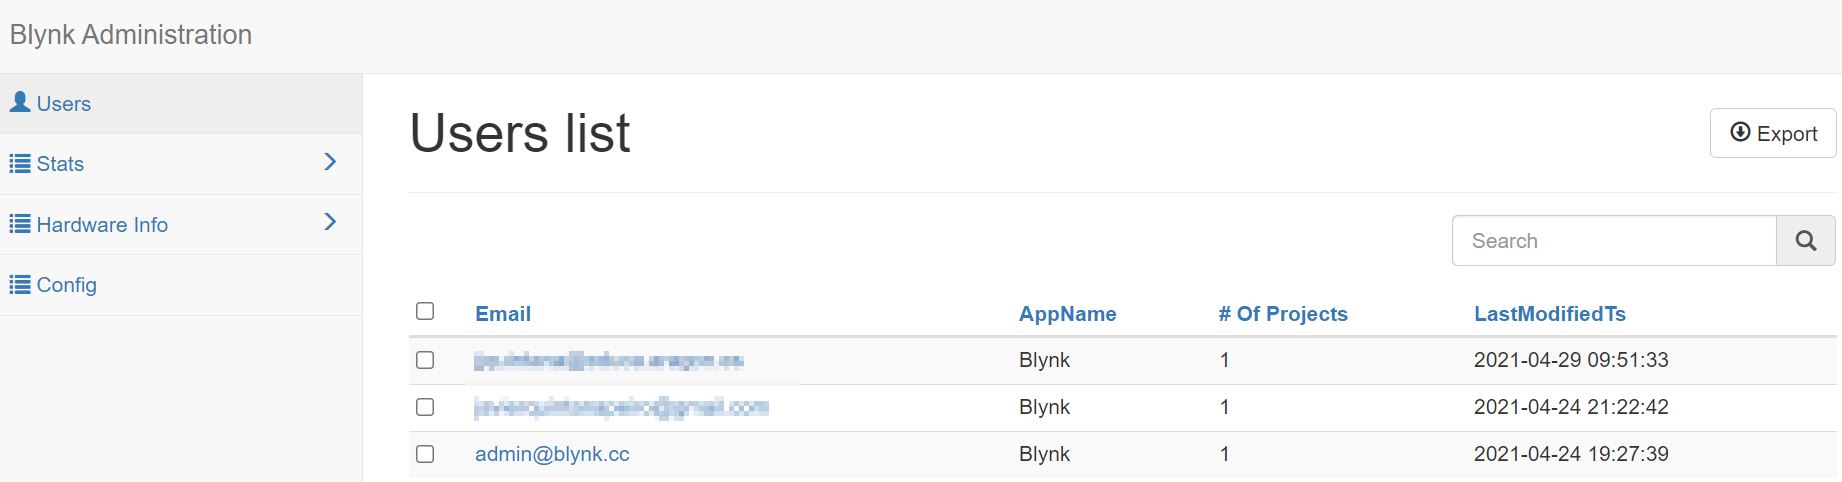 Blynk Administration
Users
Stats
Hardware Info
Config
Users list
Export
Search
Email AppName # Of Projects LastModifiedTs
Blynk 1 2021-04-29 09:51:33
Blynk 1 2021-04-24 21:22:42
admin@blynk.cc Blynk 1 2021-04-24 19:27:39